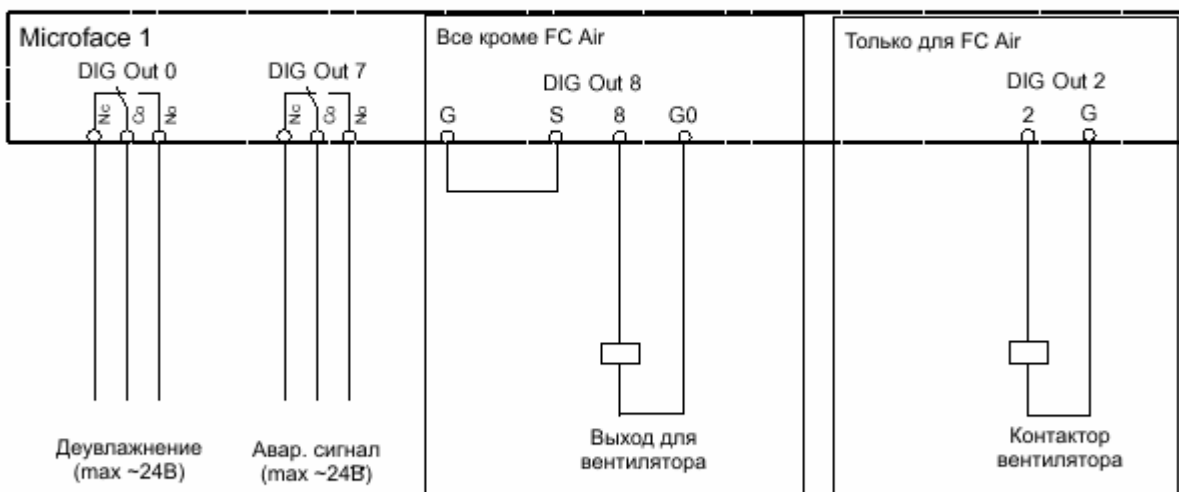 Microface 1
DIG Out 0
Nc Co No
DIG Out 7
Nc Co No
Деувлажнение
(max ~24В)
Авар. сигнал
(max ~24В)
Все кроме FC Air
DIG Out 8
G S 8 G0
Выход для
вентилятора
Только для FC Air
DIG Out 2
2 G
Контактор
вентилятора